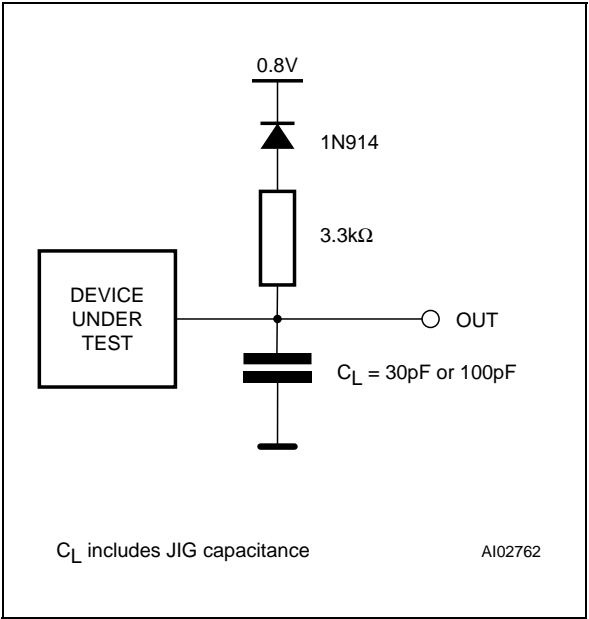 0.8V
1N914
3.3kΩ
DEVICE
UNDER
TEST
OUT
CL = 30pF or 100pF
CL includes JIG capacitance
AI02762